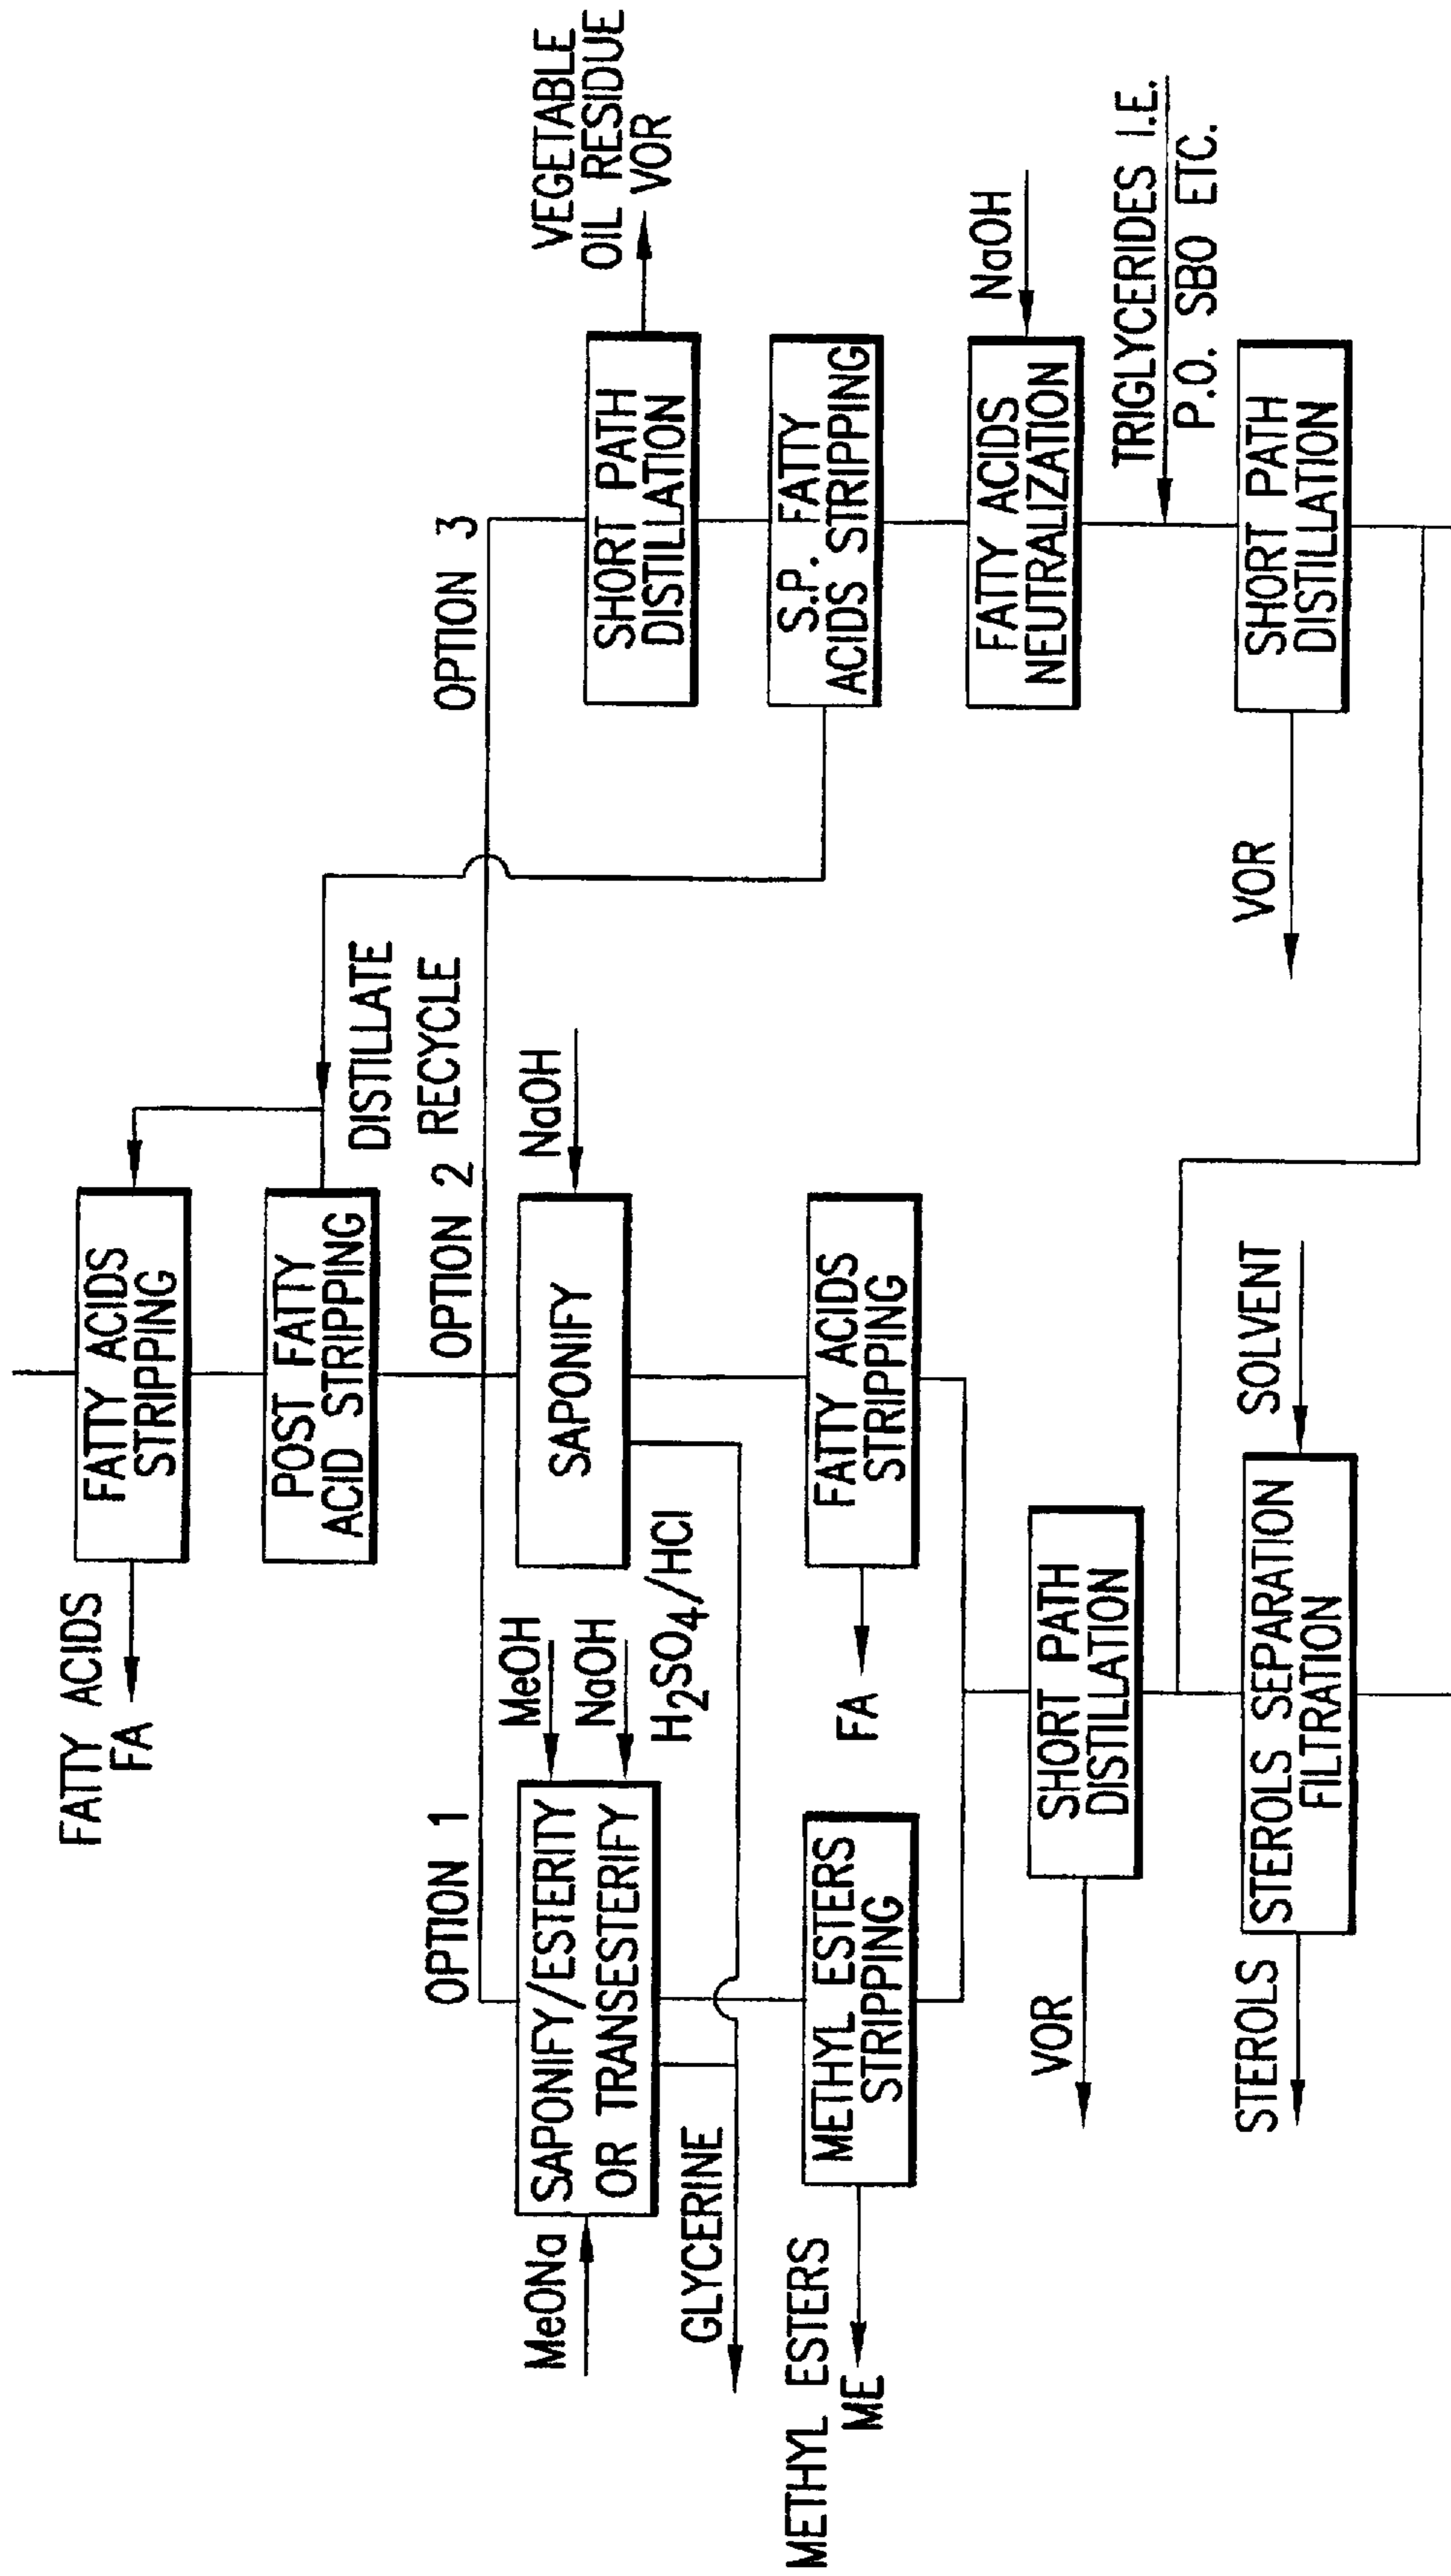 FATTY ACIDS
FA
FATTY ACIDS
STRIPPING
POST FATTY
ACID STRIPPING
DISTILLATE
RECYCLE
OPTION 1
OPTION 2
OPTION 3
MeONa
SAPONIFY/ESTERITY
OR TRANSESTERIFY
MeOH
NaOH
H2SO4/HCl
GLYCERINE
SAPONIFY
NaOH
SHORT PATH
DISTILLATION
VEGETABLE
OIL RESIDUE
VOR
METHYL ESTERS
ME
METHYL ESTERS
STRIPPING
FA
FATTY ACIDS
STRIPPING
S.P. FATTY
ACIDS STRIPPING
FATTY ACIDS
NEUTRALIZATION
NaOH
TRIGLYCERIDES I.E.
P.O. SBO ETC.
VOR
SHORT PATH
DISTILLATION
VOR
SHORT PATH
DISTILLATION
STEROLS
STEROLS SEPARATION
FILTRATION
SOLVENT